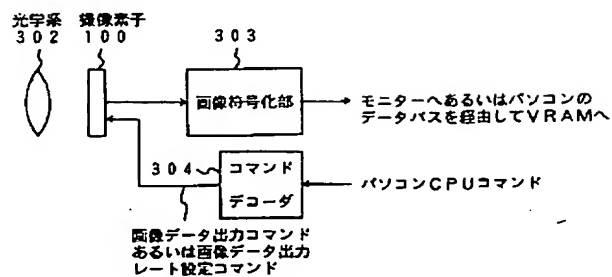 光学系
302
撮像素子
100
303
画像符号化部
モニターへあるいはパソコンの
データバスを経由してVRAMへ
304
コマンド
デコーダ
パソコンCPUコマンド
画像データ出力コマンド
あるいは画像データ出力
レート設定コマンド